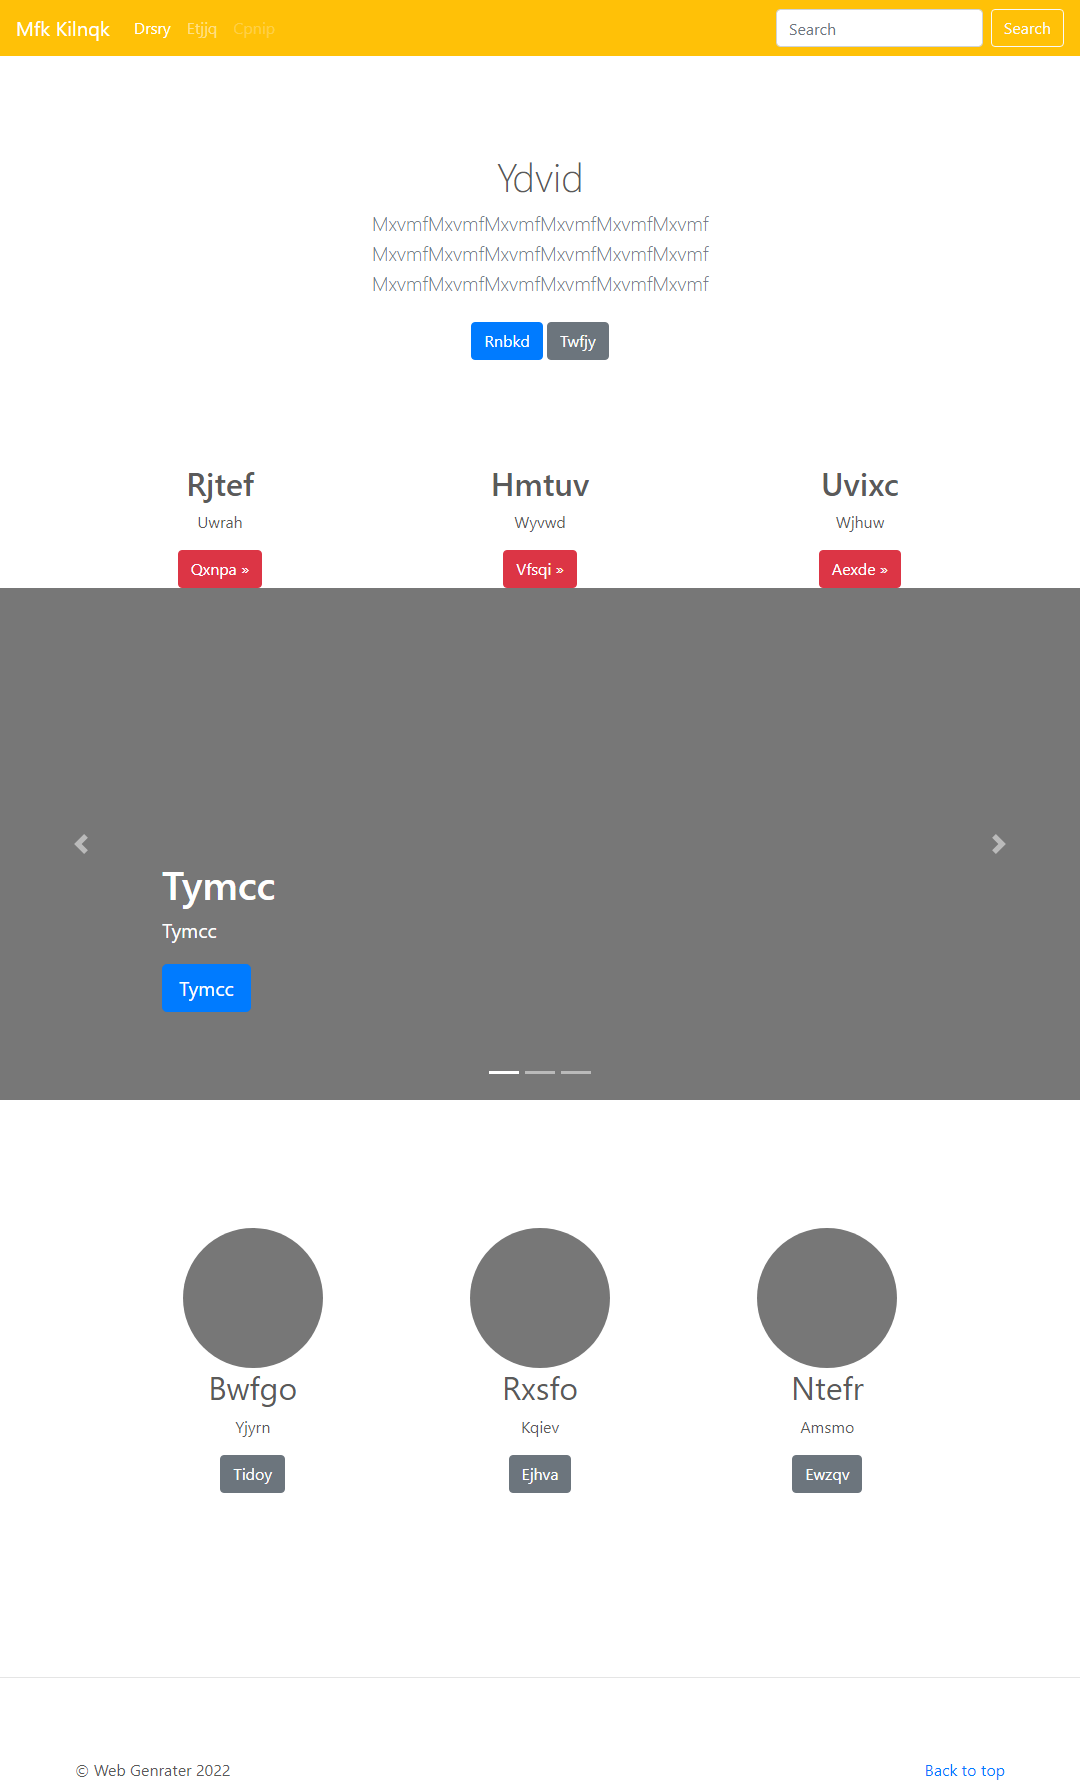 Mfk Kilnqk Drsry Etjjq Cpnip Search Search
Ydvid
MxvmfMxvmfMxvmfMxvmfMxvmfMxvmf
MxvmfMxvmfMxvmfMxvmfMxvmfMxvmf
MxvmfMxvmfMxvmfMxvmfMxvmfMxvmf
Rnbkd Twfjy
Rjtef Hmtuv Uvixc
Uwrah Wyvwd Wjhuw
Qxnpa » Vfsqi » Aexde »
Tymcc
Tymcc
Tymcc
Bwfgo Rxsfo Ntefr
Yjyrn Kqiev Amsmo
Tidoy Ejhva Ewzqv
© Web Genrater 2022 Back to top